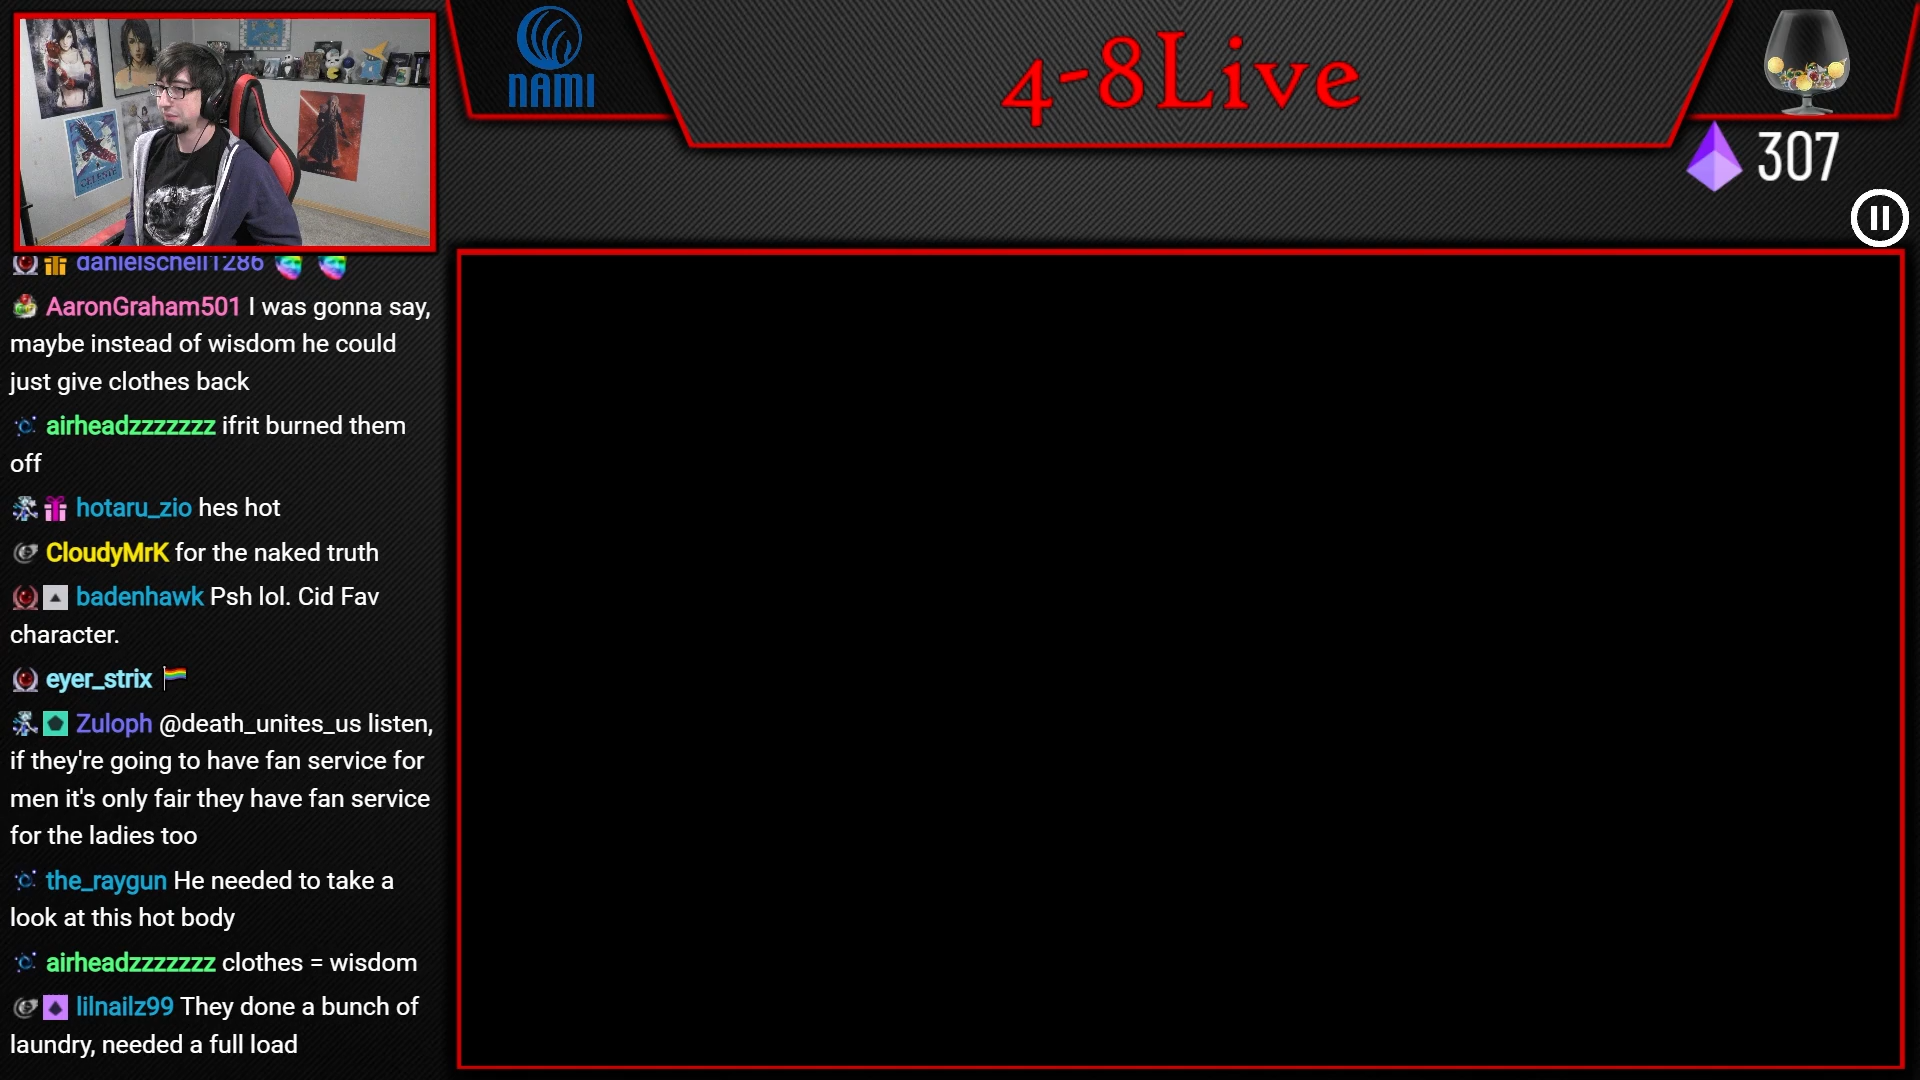 NAMI
4-8Live
307
CELESTE
danielschell1286
AaronGraham501 I was gonna say,
maybe instead of wisdom he could
just give clothes back
airheadzzzzzzz ifrit burned them
off
hotaru_zio hes hot
CloudyMrK for the naked truth
badenhawk Psh lol. Cid Fav
character.
eyer_strix
Zuloph @death_unites_us listen,
if they're going to have fan service for
men it's only fair they have fan service
for the ladies too
the_raygun He needed to take a
look at this hot body
airheadzzzzzzz clothes = wisdom
lilnailz99 They done a bunch of
laundry, needed a full load